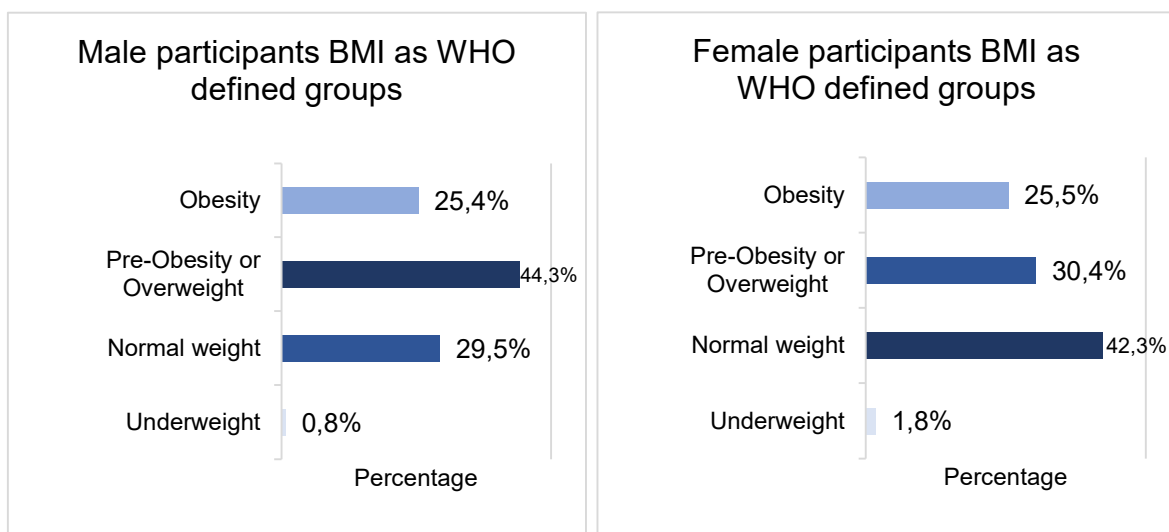 Male participants BMI as WHO
defined groups
Obesity
25,4%
Pre-Obesity or
Overweight
44,3%
Normal weight
29,5%
Underweight
0,8%
Percentage
Female participants BMI as
WHO defined groups
Obesity
25,5%
Pre-Obesity or
Overweight
30,4%
Normal weight
42,3%
Underweight
1,8%
Percentage